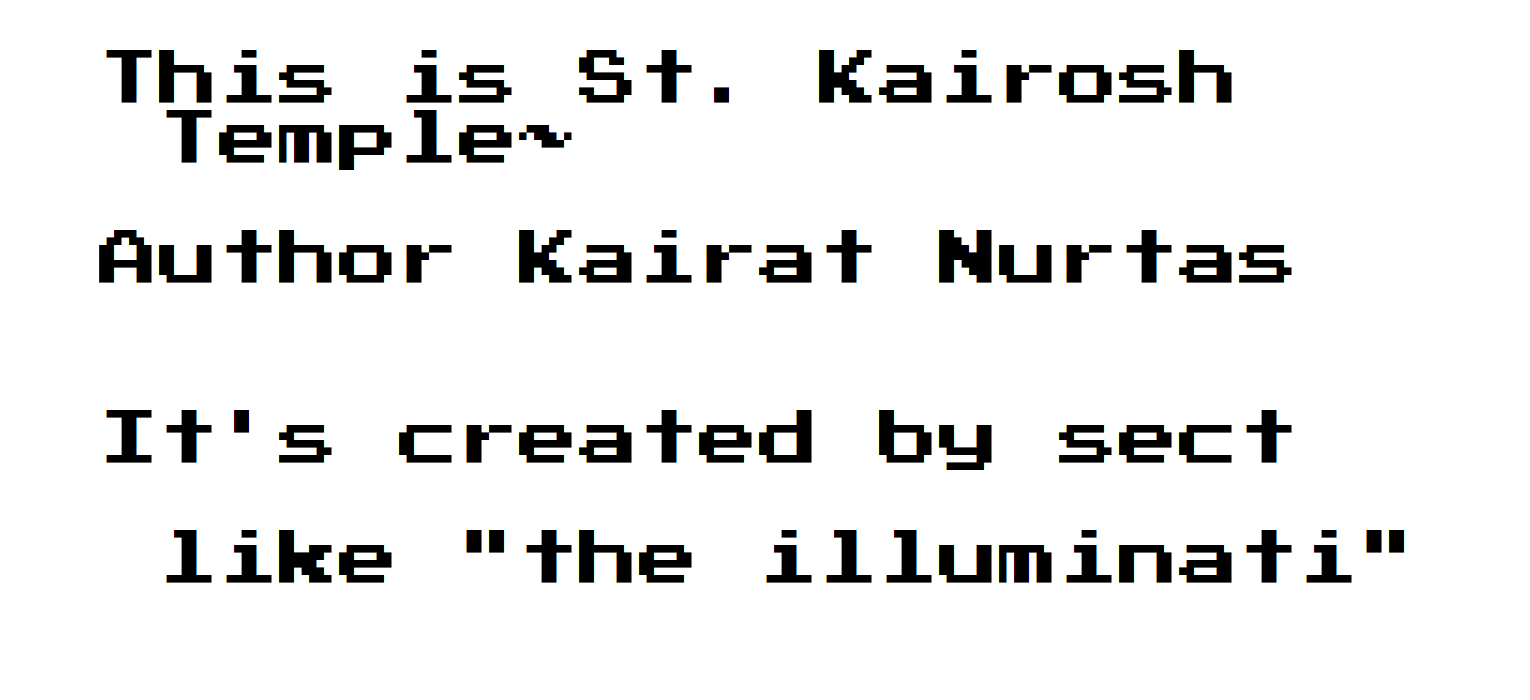 This is St. Kairosh
Temple~
Author Kairat Nurtas
It's created by sect
like "the illuminati"